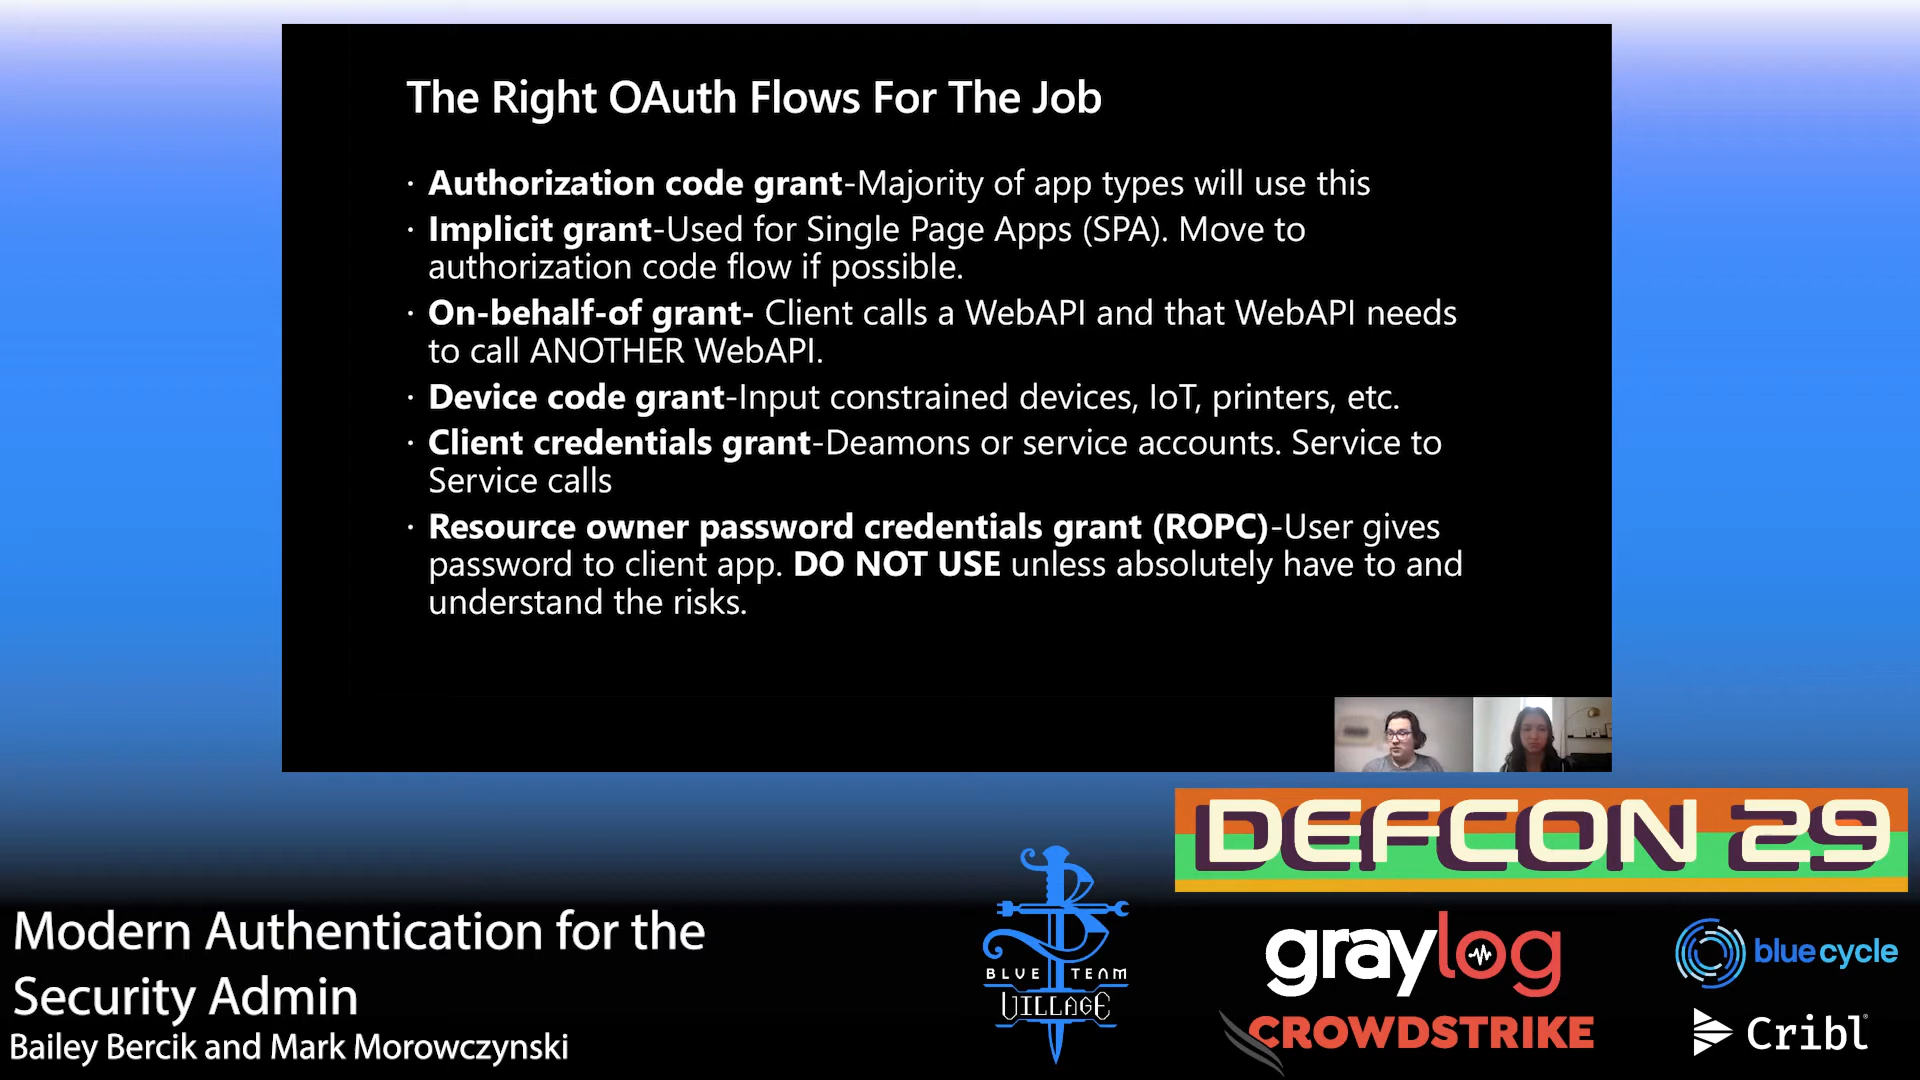 The Right OAuth Flows For The Job
· Authorization code grant-Majority of app types will use this
· Implicit grant-Used for Single Page Apps (SPA). Move to
authorization code flow if possible.
· On-behalf-of grant- Client calls a WebAPI and that WebAPI needs
to call ANOTHER WebAPI.
· Device code grant-Input constrained devices, IoT, printers, etc.
· Client credentials grant-Deamons or service accounts. Service to
Service calls
· Resource owner password credentials grant (ROPC)-User gives
password to client app. DO NOT USE unless absolutely have to and
understand the risks.
DEFCON 29
Modern Authentication for the
Security Admin
Bailey Bercik and Mark Morowczynski
BLUE TEAM
VILLAGE
graylog
blue cycle
CROWDSTRIKE
Cribl